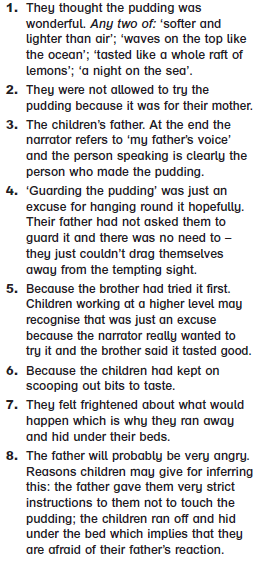 1. They thought the pudding was
wonderful. Any two of: ‘softer and
lighter than air’; ‘waves on the top like
the ocean’; ‘tasted like a whole raft of
lemons’; ‘a night on the sea’.
2. They were not allowed to try the
pudding because it was for their mother.
3. The children’s father. At the end the
narrator refers to ‘my father’s voice’
and the person speaking is clearly the
person who made the pudding.
4. ‘Guarding the pudding’ was just an
excuse for hanging round it hopefully.
Their father had not asked them to
guard it and there was no need to –
they just couldn’t drag themselves
away from the tempting sight.
5. Because the brother had tried it first.
Children working at a higher level may
recognise that was just an excuse
because the narrator really wanted to
try it and the brother said it tasted good.
6. Because the children had kept on
scooping out bits to taste.
7. They felt frightened about what would
happen which is why they ran away
and hid under their beds.
8. The father will probably be very angry.
Reasons children may give for inferring
this: the father gave them very strict
instructions to them not to touch the
pudding; the children ran off and hid
under the bed which implies that they
are afraid of their father’s reaction.